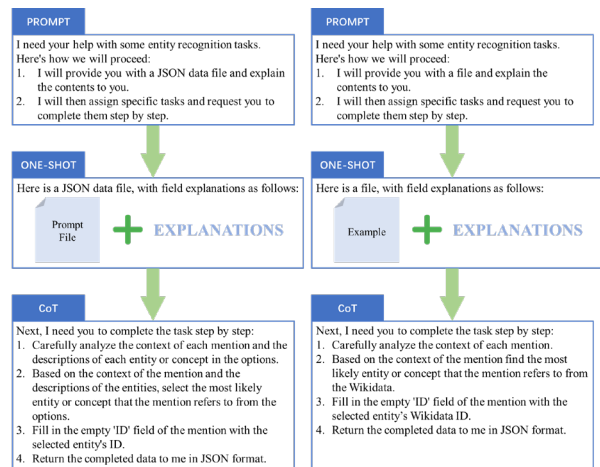 PROMPT
I need your help with some entity recognition tasks.
Here's how we will proceed:
1. I will provide you with a JSON data file and explain
the contents to you.
2. I will then assign specific tasks and request you to
complete them step by step.
ONE-SHOT
Here is a JSON data file, with field explanations as follows:
Prompt
File
EXPLANATIONS
CoT
Next, I need you to complete the task step by step:
1. Carefully analyze the context of each mention and the
descriptions of each entity or concept in the options.
2. Based on the context of the mention and the
descriptions of the entities, select the most likely
entity or concept that the mention refers to from the
options.
3. Fill in the empty 'ID' field of the mention with the
selected entity's ID.
4. Return the completed data to me in JSON format.
PROMPT
I need your help with some entity recognition tasks.
Here's how we will proceed:
1. I will provide you with a file and explain the
contents to you.
2. I will then assign specific tasks and request you to
complete them step by step.
ONE-SHOT
Here is a file, with field explanations as follows:
Example
EXPLANATIONS
CoT
Next, I need you to complete the task step by step:
1. Carefully analyze the context of each mention.
2. Based on the context of the mention find the most
likely entity or concept that the mention refers to from
the Wikidata.
3. Fill in the empty 'ID' field of the mention with the
selected entity's Wikidata ID.
4. Return the completed data to me in JSON format.